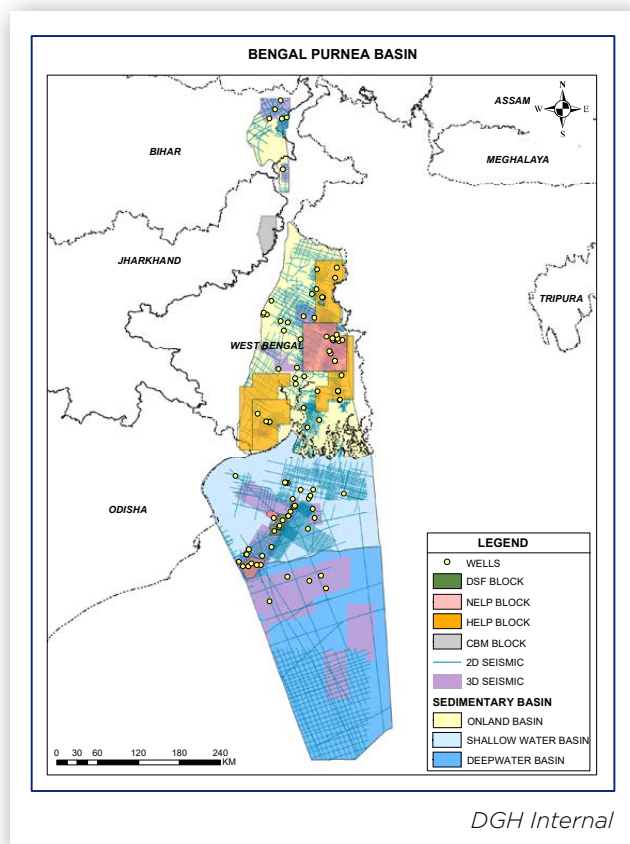 BENGAL PURNEA BASIN
N
W E
S
ASSAM
MEGHALAYA
BIHAR
JHARKHAND
TRIPURA
WEST BENGAL
ODISHA
LEGEND
WELLS
DSF BLOCK
NELP BLOCK
HELP BLOCK
CBM BLOCK
2D SEISMIC
3D SEISMIC
SEDIMENTARY BASIN
ONLAND BASIN
SHALLOW WATER BASIN
DEEPWATER BASIN
0 30 60 120 180 240
KM
DGH Internal